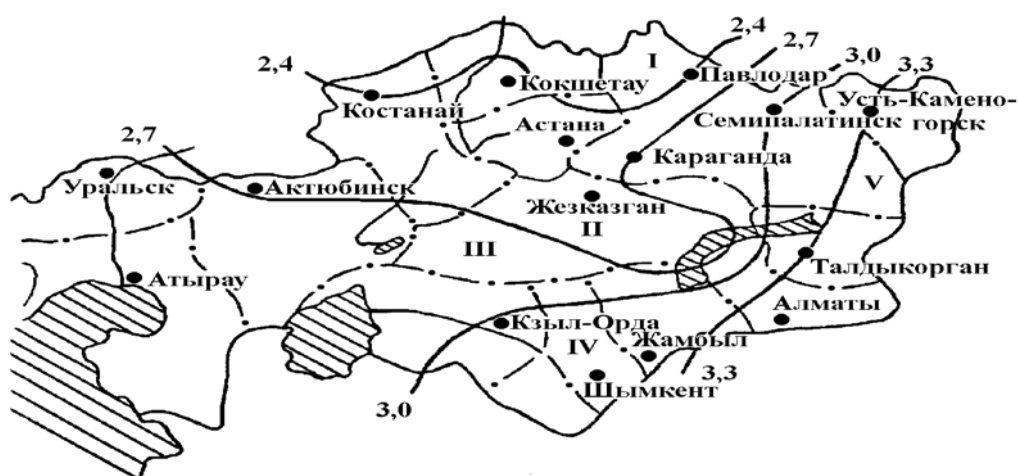 2,4
I
2,4
2,7
3,0
3,3
Костанай
Кокшетау
Павлодар
Семипалатинск
Усть-Камено-
горск
Астана
2,7
Уральск
Актюбинск
Караганда
Жезказган
II
V
III
Атырау
Талдыкорган
Алматы
Кзыл-Орда
IV
Жамбыл
Шымкент
3,3
3,0